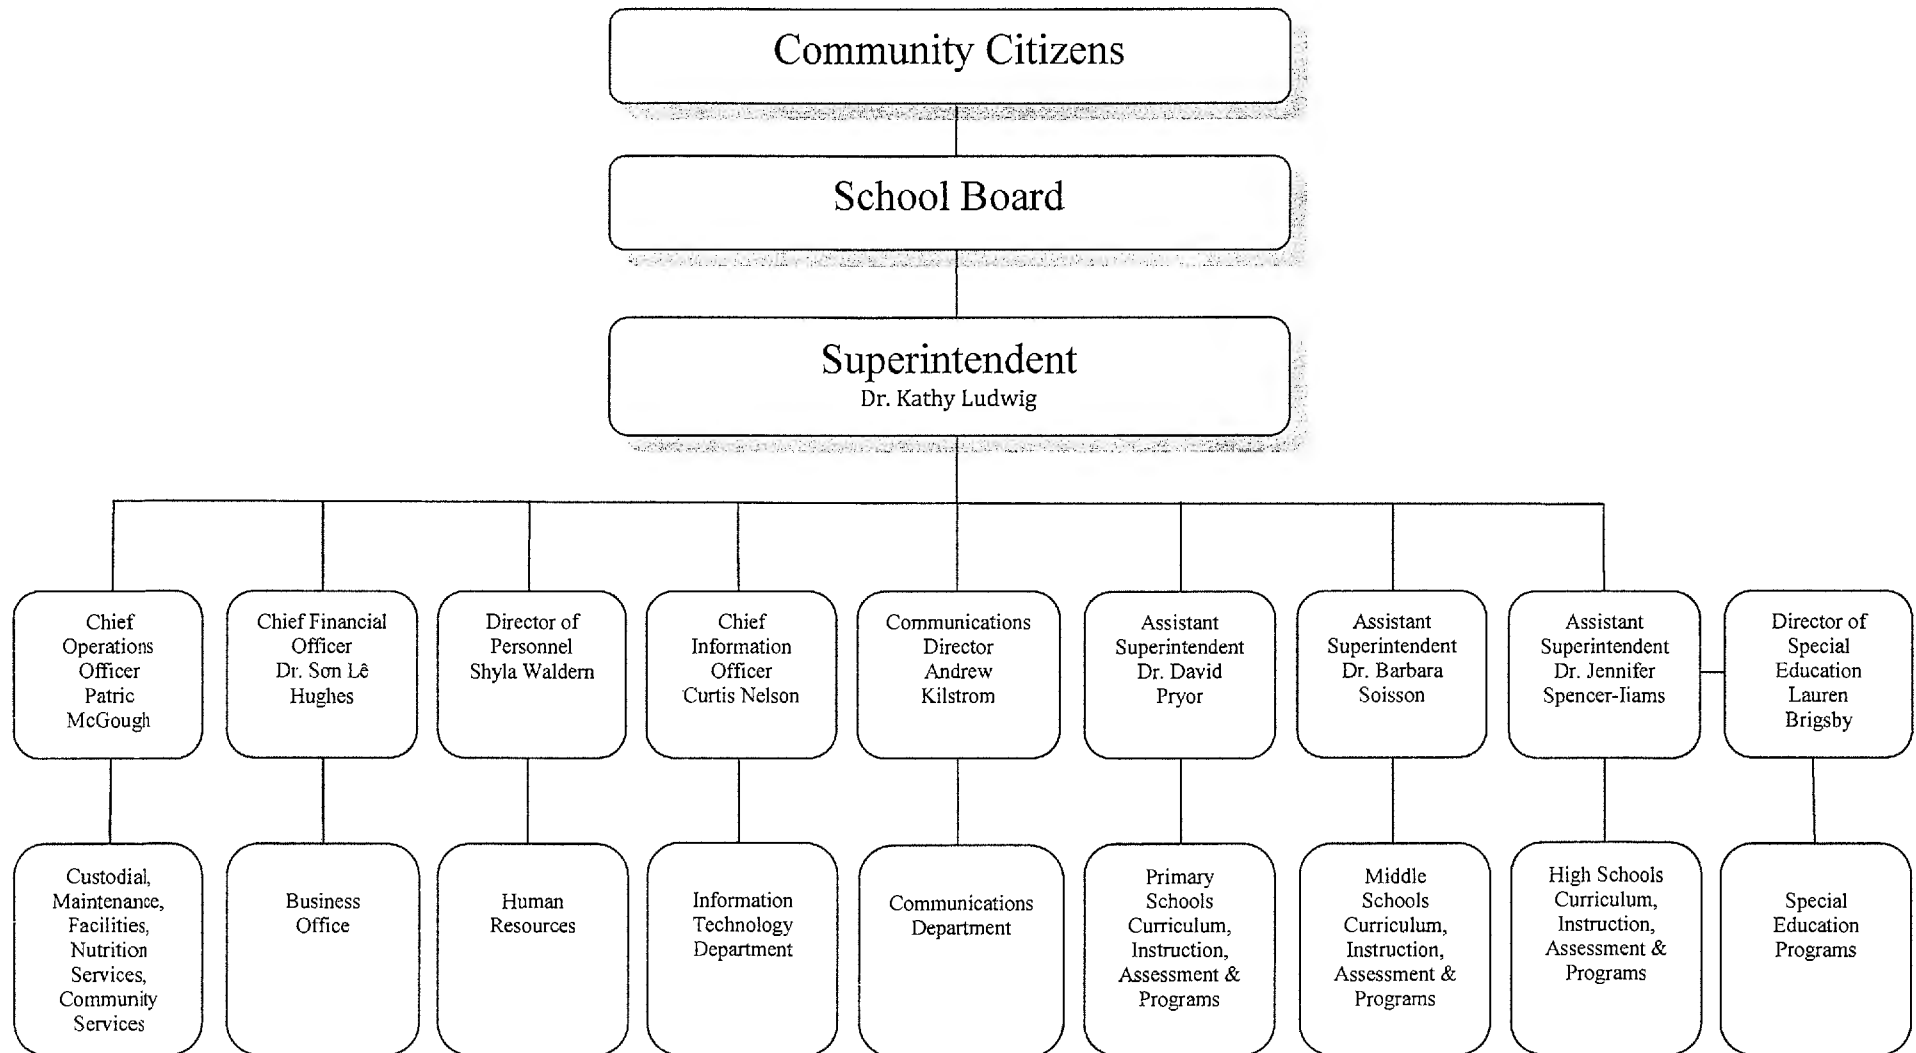 Community Citizens
School Board
Superintendent
Dr. Kathy Ludwig
Chief
Operations
Officer
Patric
McGough
Chief Financial
Officer
Dr. Sơn Lê
Hughes
Director of
Personnel
Shyla Waldern
Chief
Information
Officer
Curtis Nelson
Communications
Director
Andrew
Kilstrom
Assistant
Superintendent
Dr. David
Pryor
Assistant
Superintendent
Dr. Barbara
Soisson
Assistant
Superintendent
Dr. Jennifer
Spencer-Iiams
Director of
Special
Education
Lauren
Brigsby
Custodial,
Maintenance,
Facilities,
Nutrition
Services,
Community
Services
Business
Office
Human
Resources
Information
Technology
Department
Communications
Department
Primary
Schools
Curriculum,
Instruction,
Assessment &
Programs
Middle
Schools
Curriculum,
Instruction,
Assessment &
Programs
High Schools
Curriculum,
Instruction,
Assessment &
Programs
Special
Education
Programs